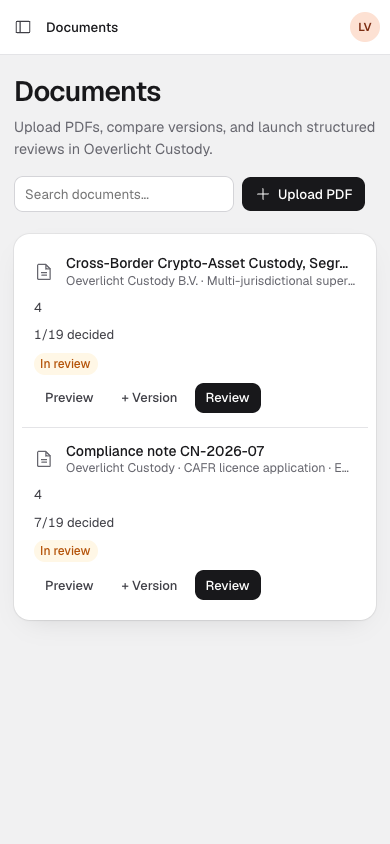 Documents
LV
Documents
Upload PDFs, compare versions, and launch structured
reviews in Oeverlicht Custody.
Search documents...
Upload PDF
Cross-Border Crypto-Asset Custody, Segr...
Oeverlicht Custody B.V. · Multi-jurisdictional super...
4
1/19 decided
In review
Preview
+ Version
Review
Compliance note CN-2026-07
Oeverlicht Custody · CAFR licence application · E...
4
7/19 decided
In review
Preview
+ Version
Review